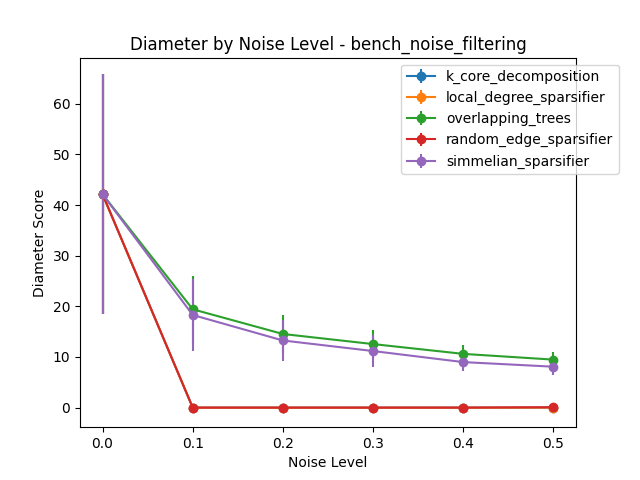 Diameter by Noise Level - bench_noise_filtering
k_core_decomposition
local_degree_sparsifier
overlapping_trees
random_edge_sparsifier
simmelian_sparsifier
Diameter Score
60
50
40
30
20
10
0
0.0 0.1 0.2 0.3 0.4 0.5
Noise Level